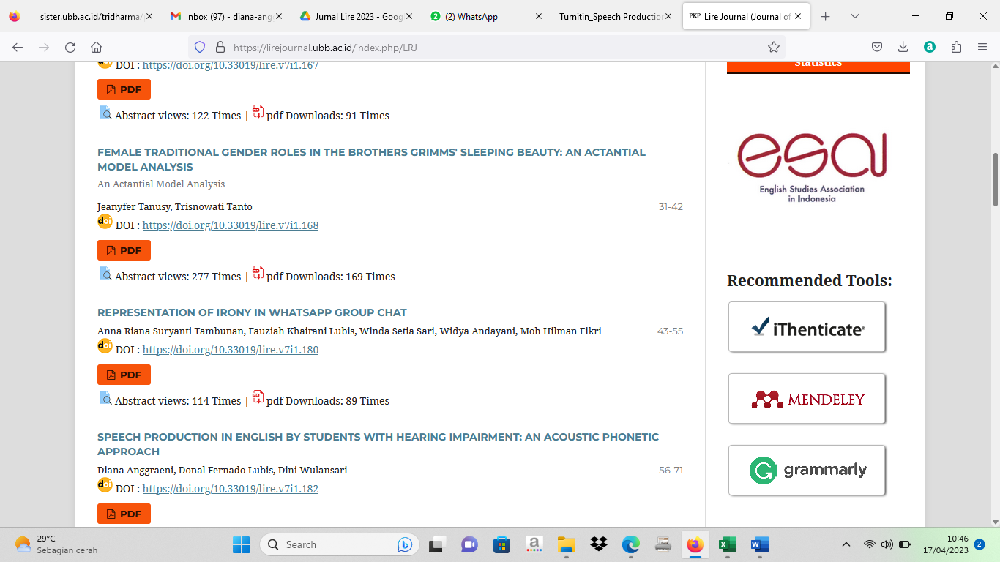 sister.ubb.ac.id/tridharma/
Inbox (97) - diana-ang
Jurnal Lire 2023 - Goog
(2) WhatsApp
Turnitin_Speech Production
PKP Lire Journal (Journal of
https://lirejournal.ubb.ac.id/index.php/LRJ
doi DOI : https://doi.org/10.33019/lire.v7i1.167
PDF
Abstract views: 122 Times | pdf Downloads: 91 Times
FEMALE TRADITIONAL GENDER ROLES IN THE BROTHERS GRIMMS' SLEEPING BEAUTY: AN ACTANTIAL
MODEL ANALYSIS
An Actantial Model Analysis
Jeanyfer Tanusy, Trisnowati Tanto 31-42
doi DOI : https://doi.org/10.33019/lire.v7i1.168
PDF
Abstract views: 277 Times | pdf Downloads: 169 Times
REPRESENTATION OF IRONY IN WHATSAPP GROUP CHAT
Anna Riana Suryanti Tambunan, Fauziah Khairani Lubis, Winda Setia Sari, Widya Andayani, Moh Hilman Fikri 43-55
doi DOI : https://doi.org/10.33019/lire.v7i1.180
PDF
Abstract views: 114 Times | pdf Downloads: 89 Times
SPEECH PRODUCTION IN ENGLISH BY STUDENTS WITH HEARING IMPAIRMENT: AN ACOUSTIC PHONETIC
APPROACH
Diana Anggraeni, Donal Fernado Lubis, Dini Wulansari 56-71
doi DOI : https://doi.org/10.33019/lire.v7i1.182
PDF
Statistics
esai
English Studies Association
in Indonesia
Recommended Tools:
iThenticate®
MENDELEY
grammarly
29°C
Sebagian cerah
Search
10:46
17/04/2023
2